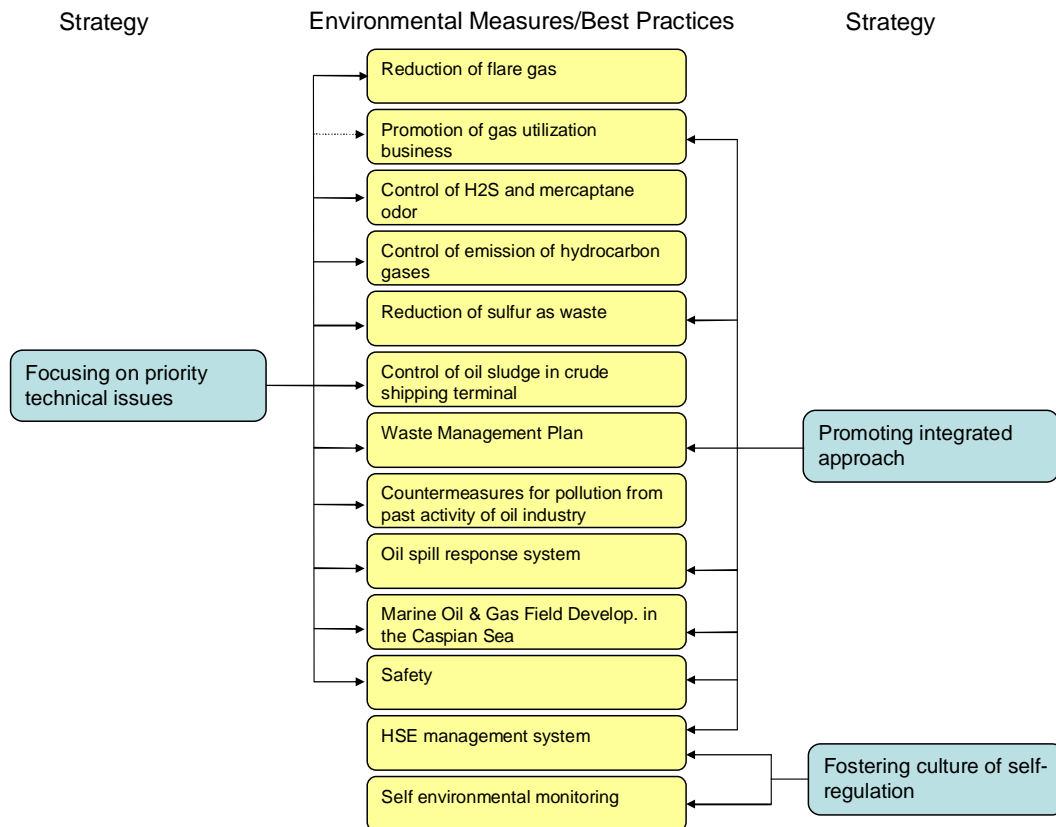 Strategy
Environmental Measures/Best Practices
Strategy
Reduction of flare gas
Promotion of gas utilization
business
Control of H2S and mercaptane
odor
Control of emission of hydrocarbon
gases
Reduction of sulfur as waste
Focusing on priority
technical issues
Control of oil sludge in crude
shipping terminal
Waste Management Plan
Promoting integrated
approach
Countermeasures for pollution from
past activity of oil industry
Oil spill response system
Marine Oil & Gas Field Develop. in
the Caspian Sea
Safety
HSE management system
Fostering culture of self-
regulation
Self environmental monitoring